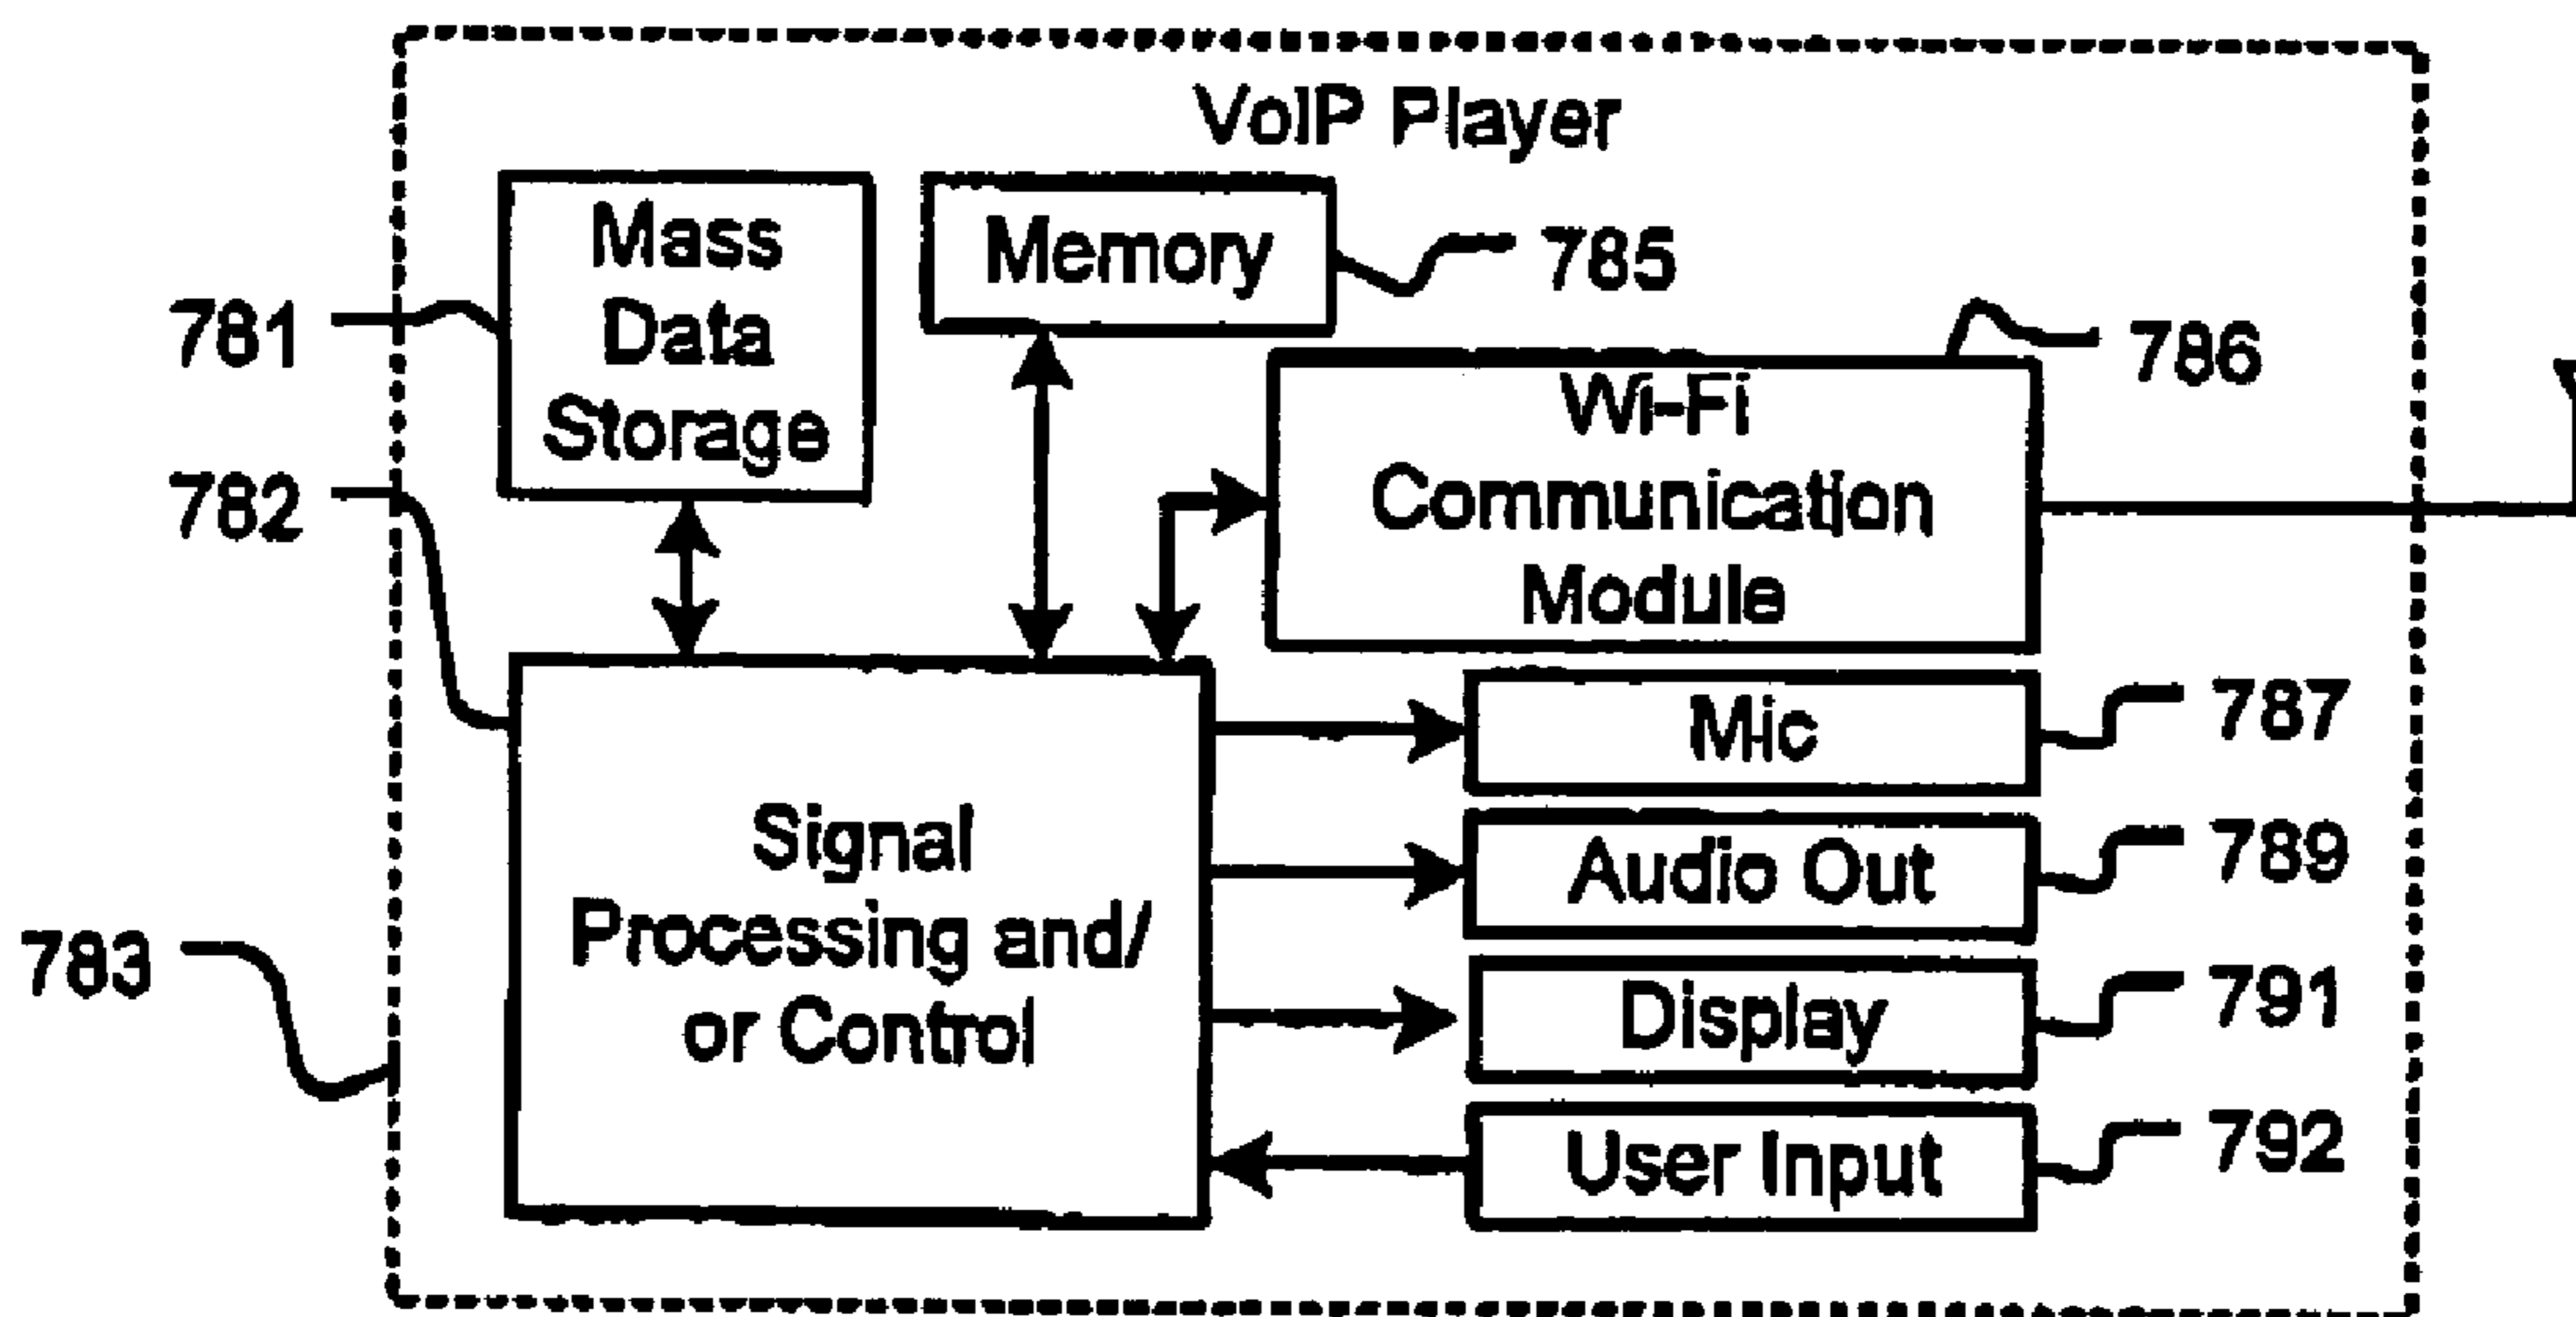 VoIP Player
Mass
Data
Storage
Memory
785
781
786
Wi-Fi
Communication
Module
782
Mic
787
Signal
Processing and/
or Control
Audio Out
789
783
Display
791
User Input
792